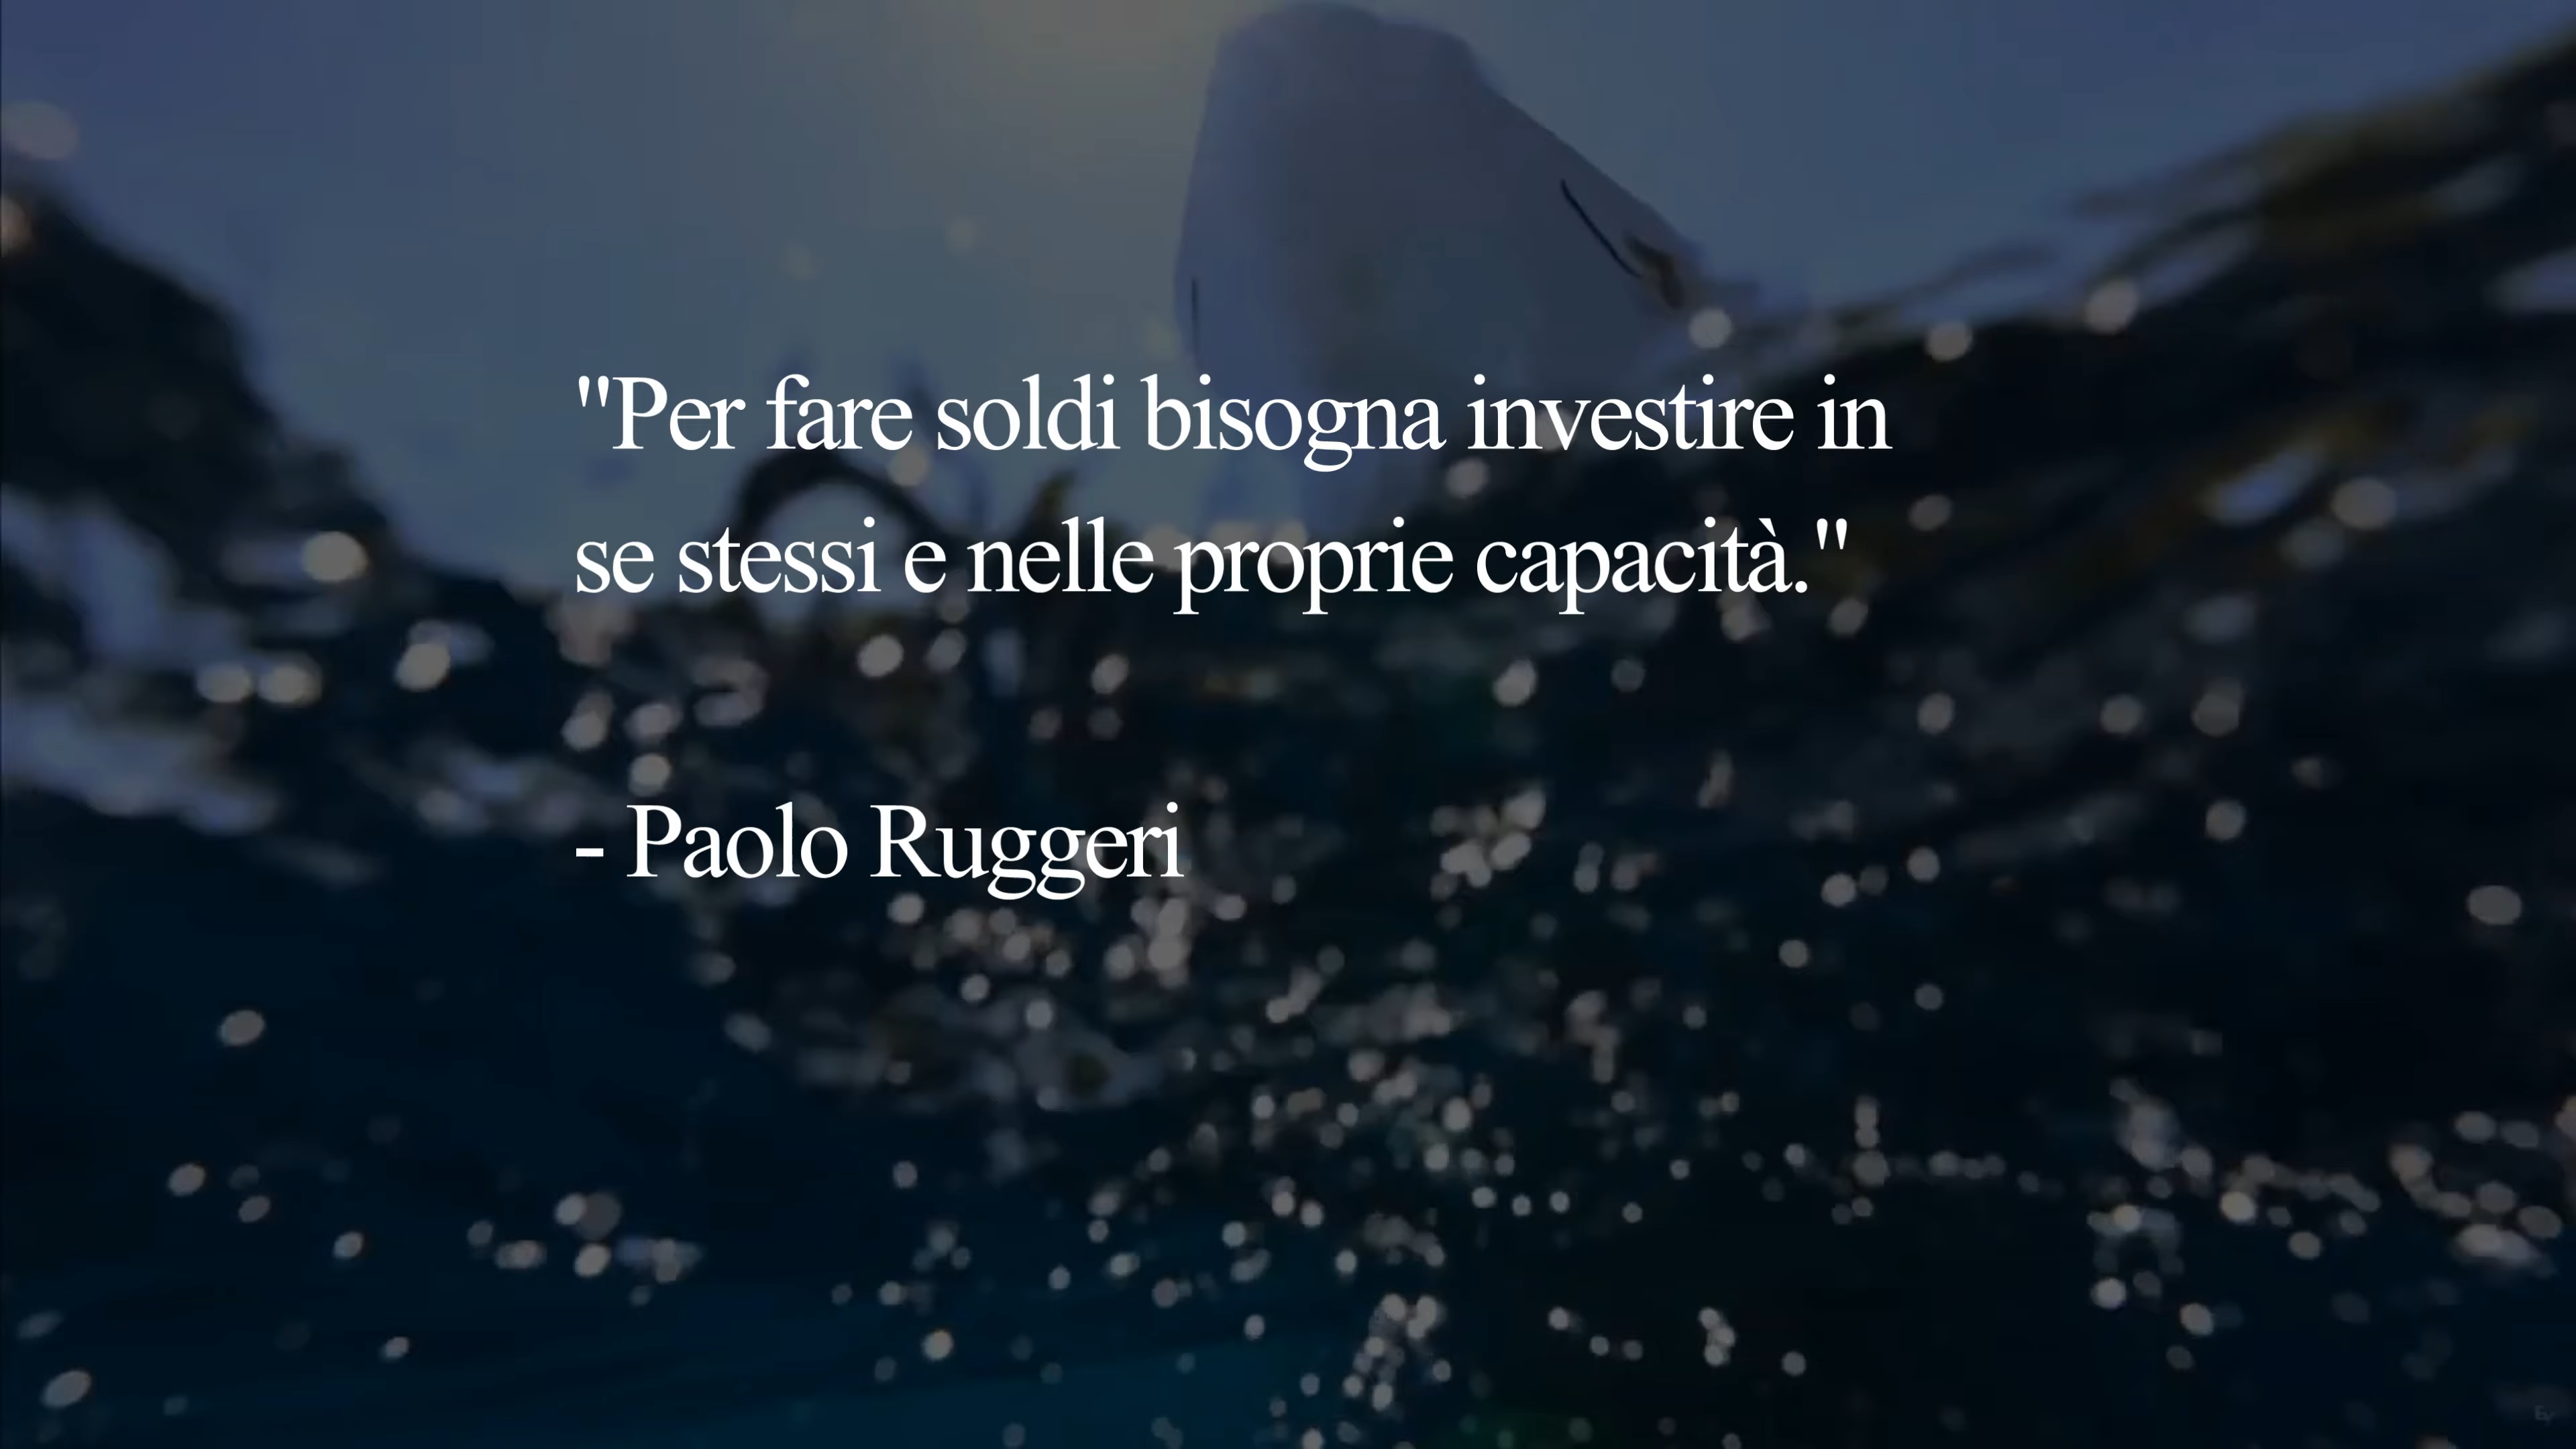 "Per fare soldi bisogna investire in
se stessi e nelle proprie capacità."
- Paolo Ruggeri